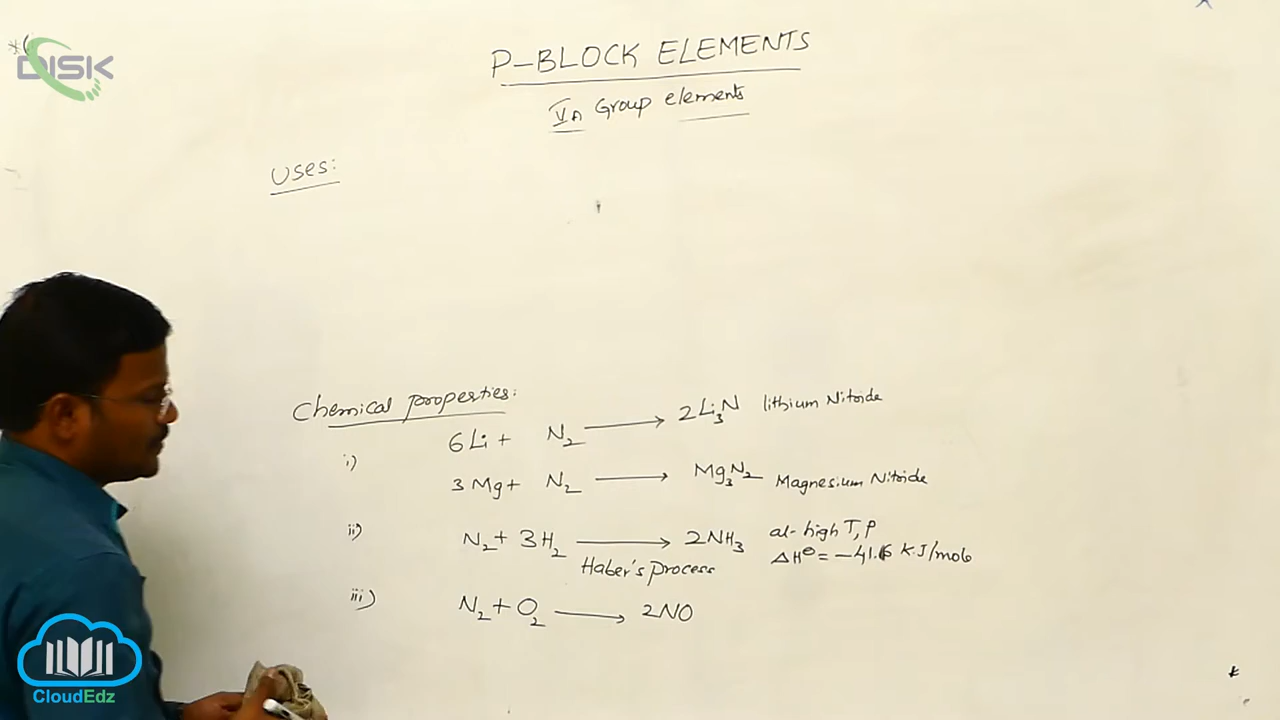 DISK
P-BLOCK ELEMENTS
VA Group elements
Uses:
Chemical properties:
i) 6Li + N₂ → 2Li₃N lithium Nitride
3Mg + N₂ → Mg₃N₂ Magnesium Nitride
ii) N₂ + 3H₂ → 2NH₃ at high T, P
Haber's Process ΔH⊖ = -41.6 KJ/mole
iii) N₂ + O₂ → 2NO
CloudEdz